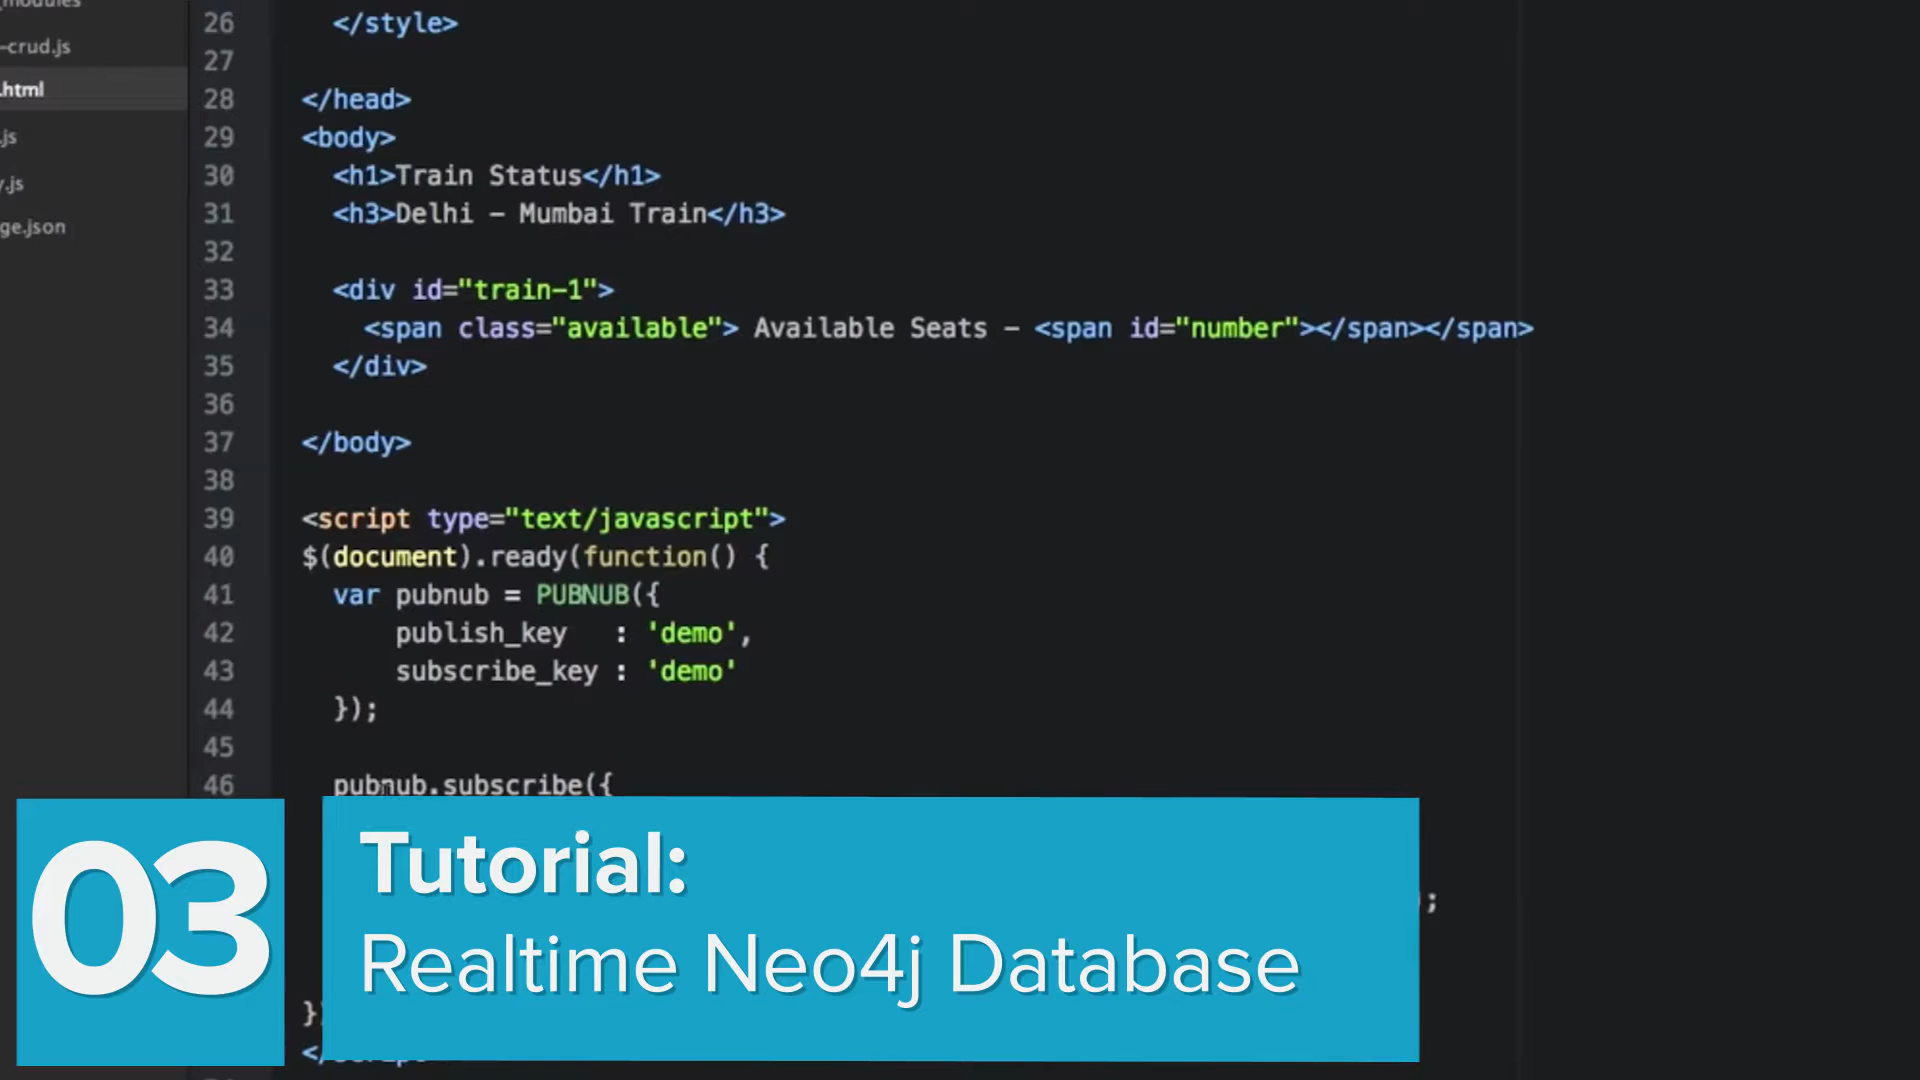 _modules
-crud.js
.html
.js
y.js
ge.json
26 </style>
27
28 </head>
29 <body>
30 <h1>Train Status</h1>
31 <h3>Delhi - Mumbai Train</h3>
32
33 <div id="train-1">
34 <span class="available"> Available Seats - <span id="number"></span></span>
35 </div>
36
37 </body>
38
39 <script type="text/javascript">
40 $(document).ready(function() {
41 var pubnub = PUBNUB({
42 publish_key : 'demo',
43 subscribe_key : 'demo'
44 });
45
46 pubnub.subscribe({
);
})
03
Tutorial:
Realtime Neo4j Database